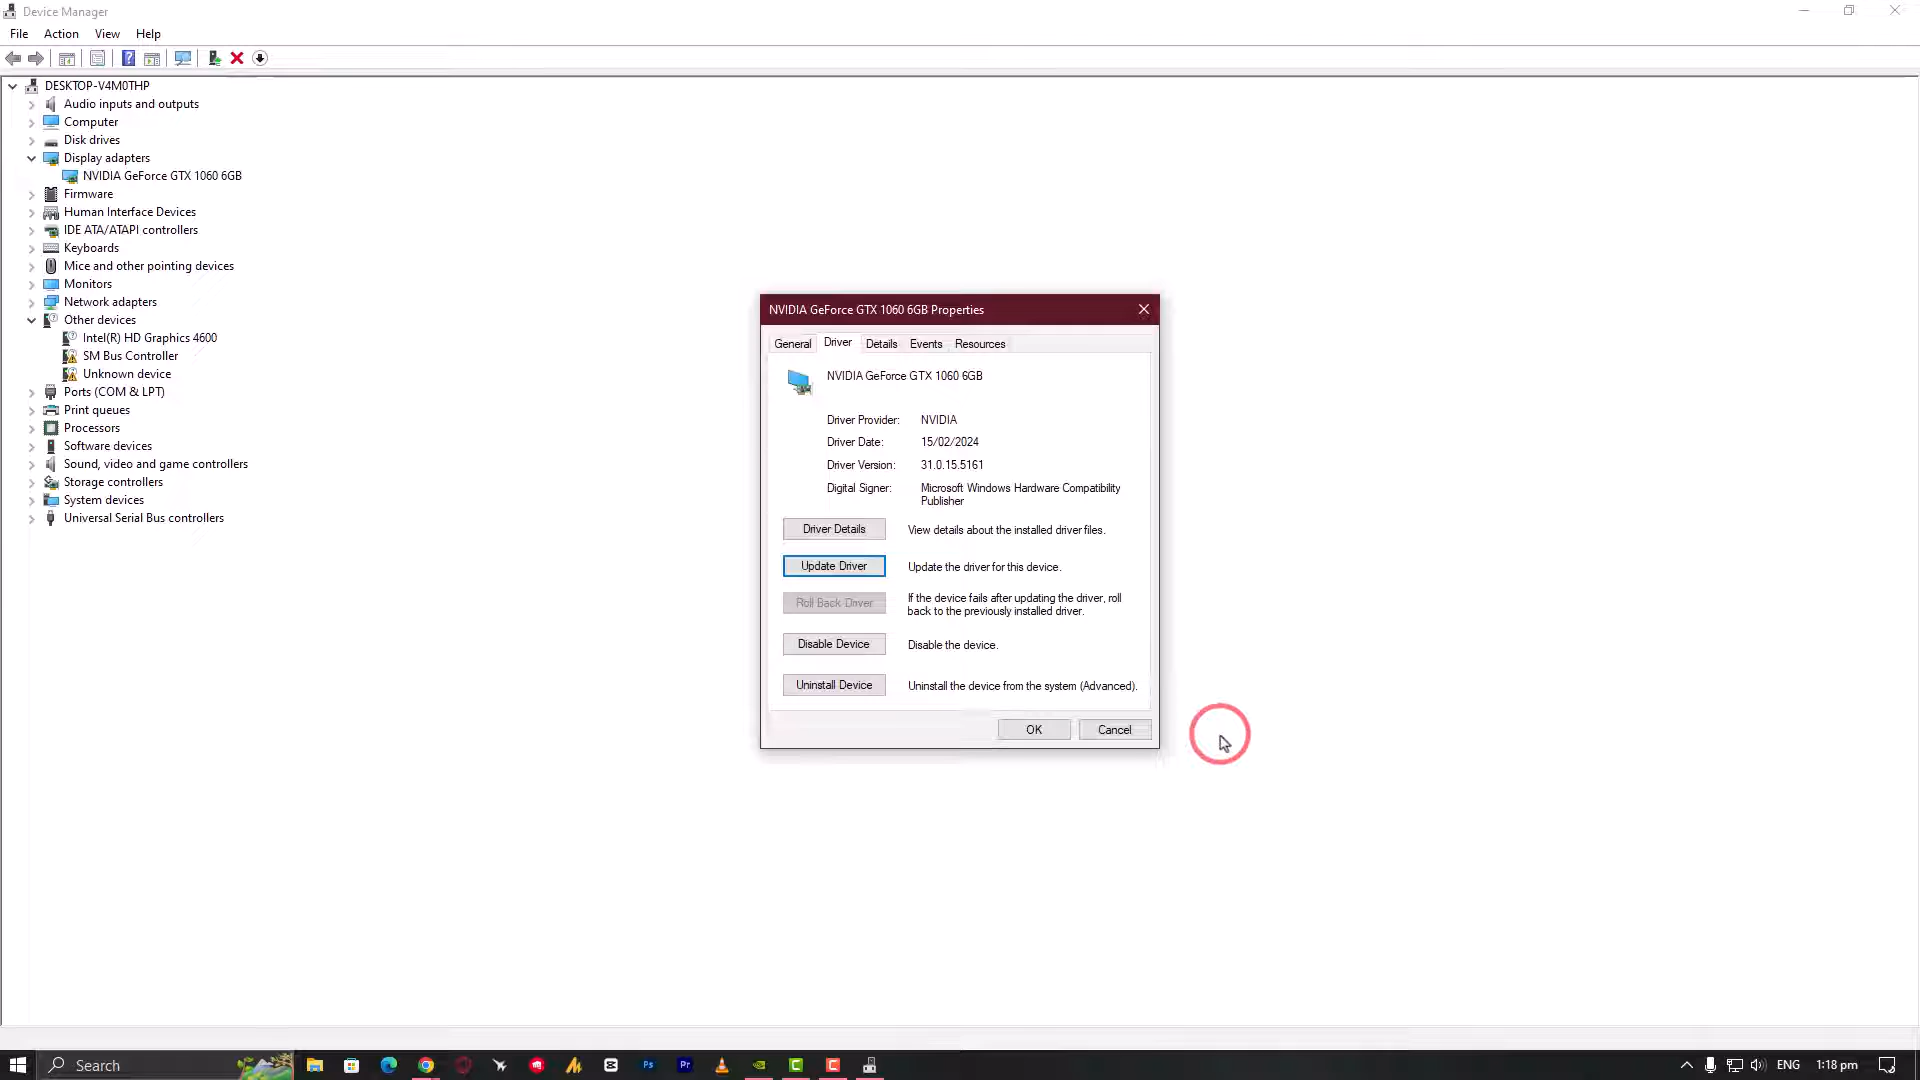 Device Manager
File Action View Help
DESKTOP-V4M0THP
Audio inputs and outputs
Computer
Disk drives
Display adapters
NVIDIA GeForce GTX 1060 6GB
Firmware
Human Interface Devices
IDE ATA/ATAPI controllers
Keyboards
Mice and other pointing devices
Monitors
Network adapters
Other devices
Intel(R) HD Graphics 4600
SM Bus Controller
Unknown device
Ports (COM & LPT)
Print queues
Processors
Software devices
Sound, video and game controllers
Storage controllers
System devices
Universal Serial Bus controllers
NVIDIA GeForce GTX 1060 6GB Properties
General Driver Details Events Resources
NVIDIA GeForce GTX 1060 6GB
Driver Provider: NVIDIA
Driver Date: 15/02/2024
Driver Version: 31.0.15.5161
Digital Signer: Microsoft Windows Hardware Compatibility
Publisher
Driver Details View details about the installed driver files.
Update Driver Update the driver for this device.
Roll Back Driver If the device fails after updating the driver, roll
back to the previously installed driver.
Disable Device Disable the device.
Uninstall Device Uninstall the device from the system (Advanced).
OK Cancel
Search Ps Pr ENG 1:18 pm